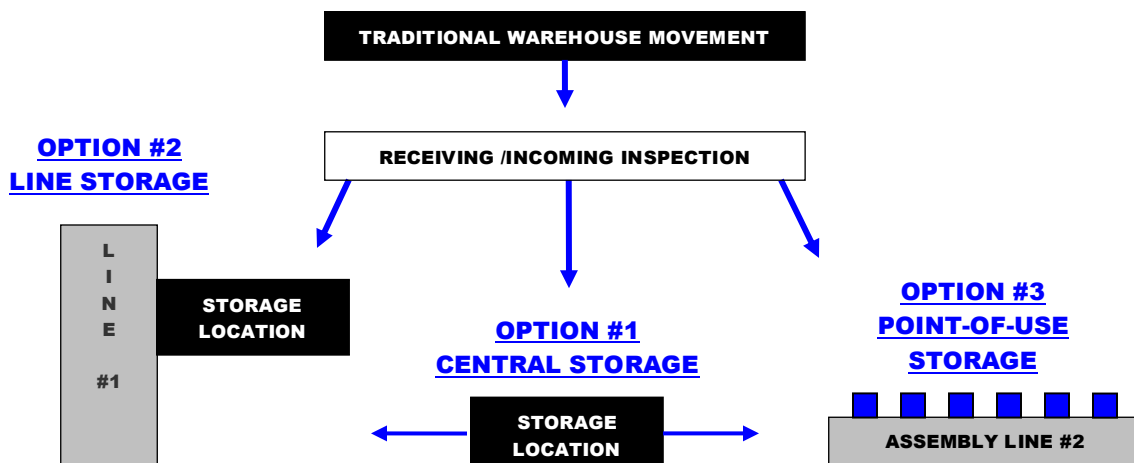 TRADITIONAL WAREHOUSE MOVEMENT
RECEIVING /INCOMING INSPECTION
OPTION #2
LINE STORAGE
L
I
N
E
#1
STORAGE
LOCATION
OPTION #1
CENTRAL STORAGE
STORAGE
LOCATION
OPTION #3
POINT-OF-USE
STORAGE
ASSEMBLY LINE #2